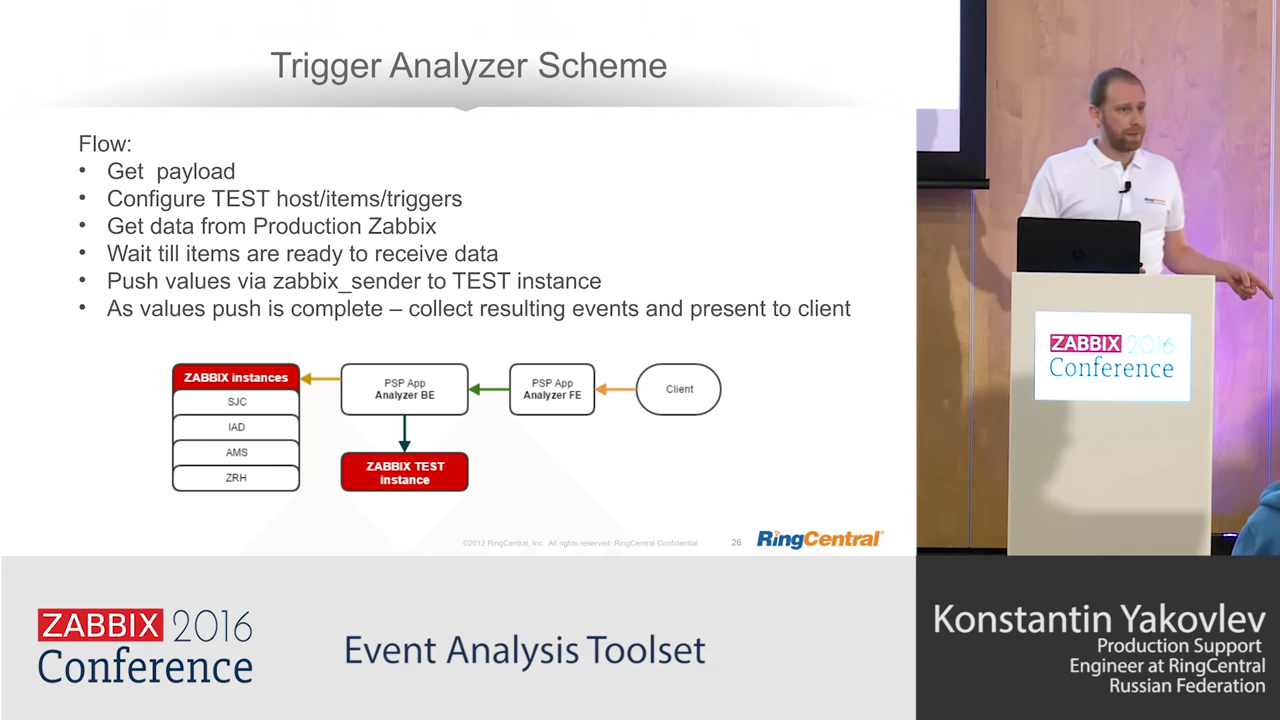 Trigger Analyzer Scheme
Flow:
• Get payload
• Configure TEST host/items/triggers
• Get data from Production Zabbix
• Wait till items are ready to receive data
• Push values via zabbix_sender to TEST instance
• As values push is complete – collect resulting events and present to client
ZABBIX instances
SJC
IAD
AMS
ZRH
PSP App
Analyzer BE
PSP App
Analyzer FE
Client
ZABBIX TEST
instance
©2012 RingCentral, Inc. All rights reserved. RingCentral Confidential
26
RingCentral
RingCentral
ZABBIX 2016
Conference
ZABBIX 2016
Conference
Event Analysis Toolset
Konstantin Yakovlev
Production Support
Engineer at RingCentral
Russian Federation